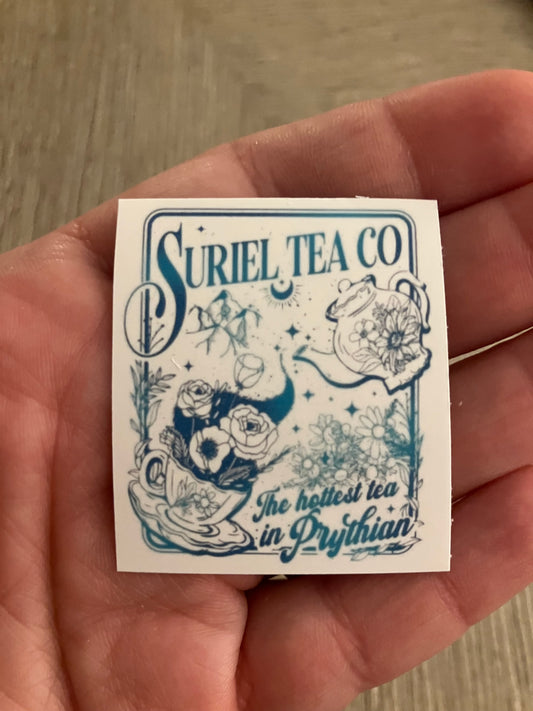 SURIEL TEA CO
The hottest tea
in Prythian